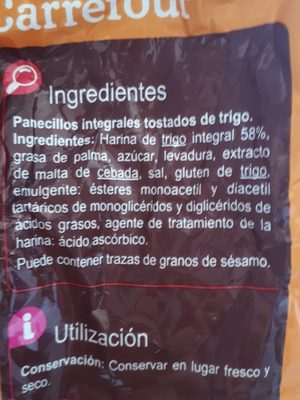 Carrefour
Ingredientes
Panecillos integrales tostados de trigo.
Ingredientes: Harina de trigo integral 58%,
grasa de palma, azúcar, levadura, extracto
de malta de cebada, sal, gluten de trigo,
emulgente: ésteres monoacetil y diacetil
tartáricos de monoglicéridos y diglicéridos de
ácidos grasos, agente de tratamiento de la
harina: ácido ascórbico.
Puede contener trazas de granos de sésamo.
i
Utilización
Conservación: Conservar en lugar fresco y
seco.